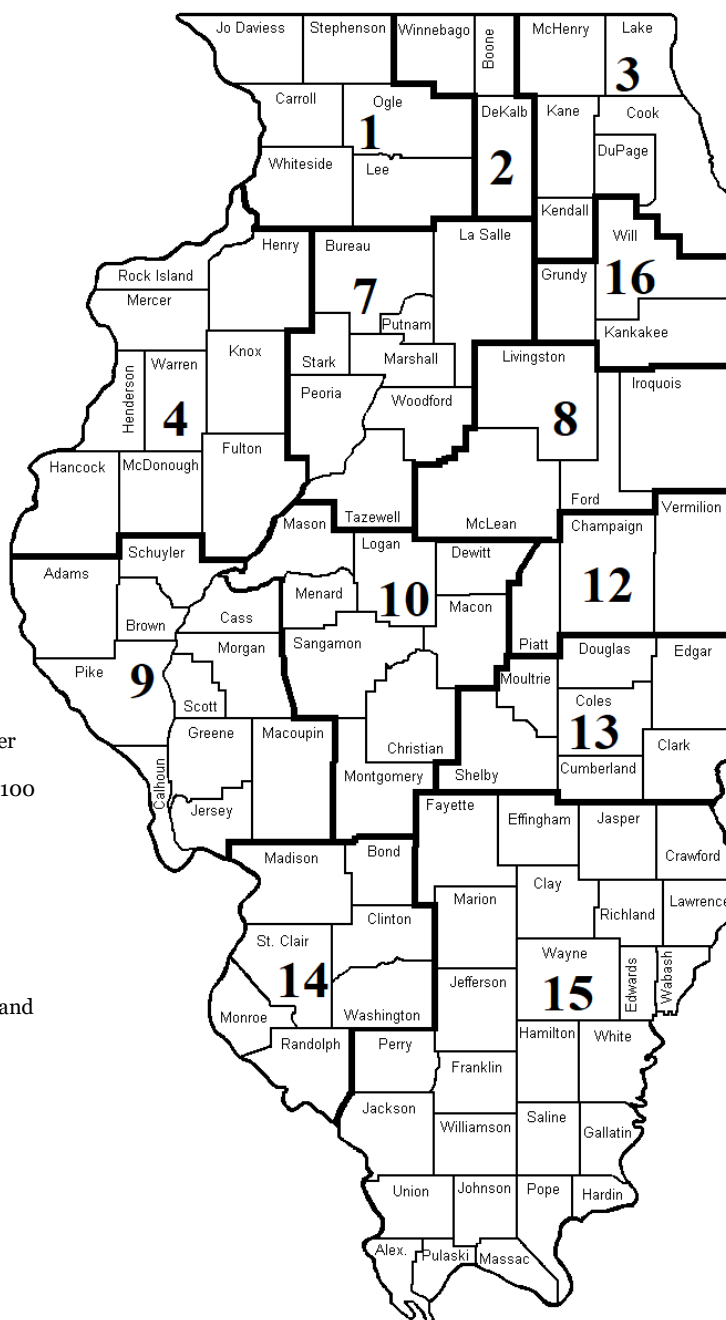 Jo Daviess Stephenson Winnebago Boone McHenry Lake
3
Carroll Ogle DeKalb Kane Cook
1
DuPage
Whiteside Lee 2
Kendall
La Salle Will
Henry Bureau
Rock Island Grundy 16
Mercer 7
Putnam
Kankakee
Knox Stark Marshall Livingston
Warren Iroquois
Henderson Peoria Woodford
4 8
Hancock McDonough Fulton
Ford
Mason Tazewell McLean Vermilion
Schuyler Logan Dewitt Champaign
Adams
Menard 10 12
Brown Cass Macon
Sangamon Piatt Douglas Edgar
Pike Morgan
9 Moultrie
Scott Coles
Greene Macoupin 13
er Clark
Christian
Calhoun Cumberland
100 Montgomery Shelby
Jersey Fayette
Effingham Jasper
Madison Bond Crawford
Clay
Marion
Clinton Richland Lawrence
St. Clair Wayne
14 Jefferson 15 Edwards Wabash
and
Monroe Washington
Randolph Perry Hamilton White
Franklin
Jackson
Williamson Saline
Gallatin
Union Johnson Pope Hardin
Alex. Pulaski Massac